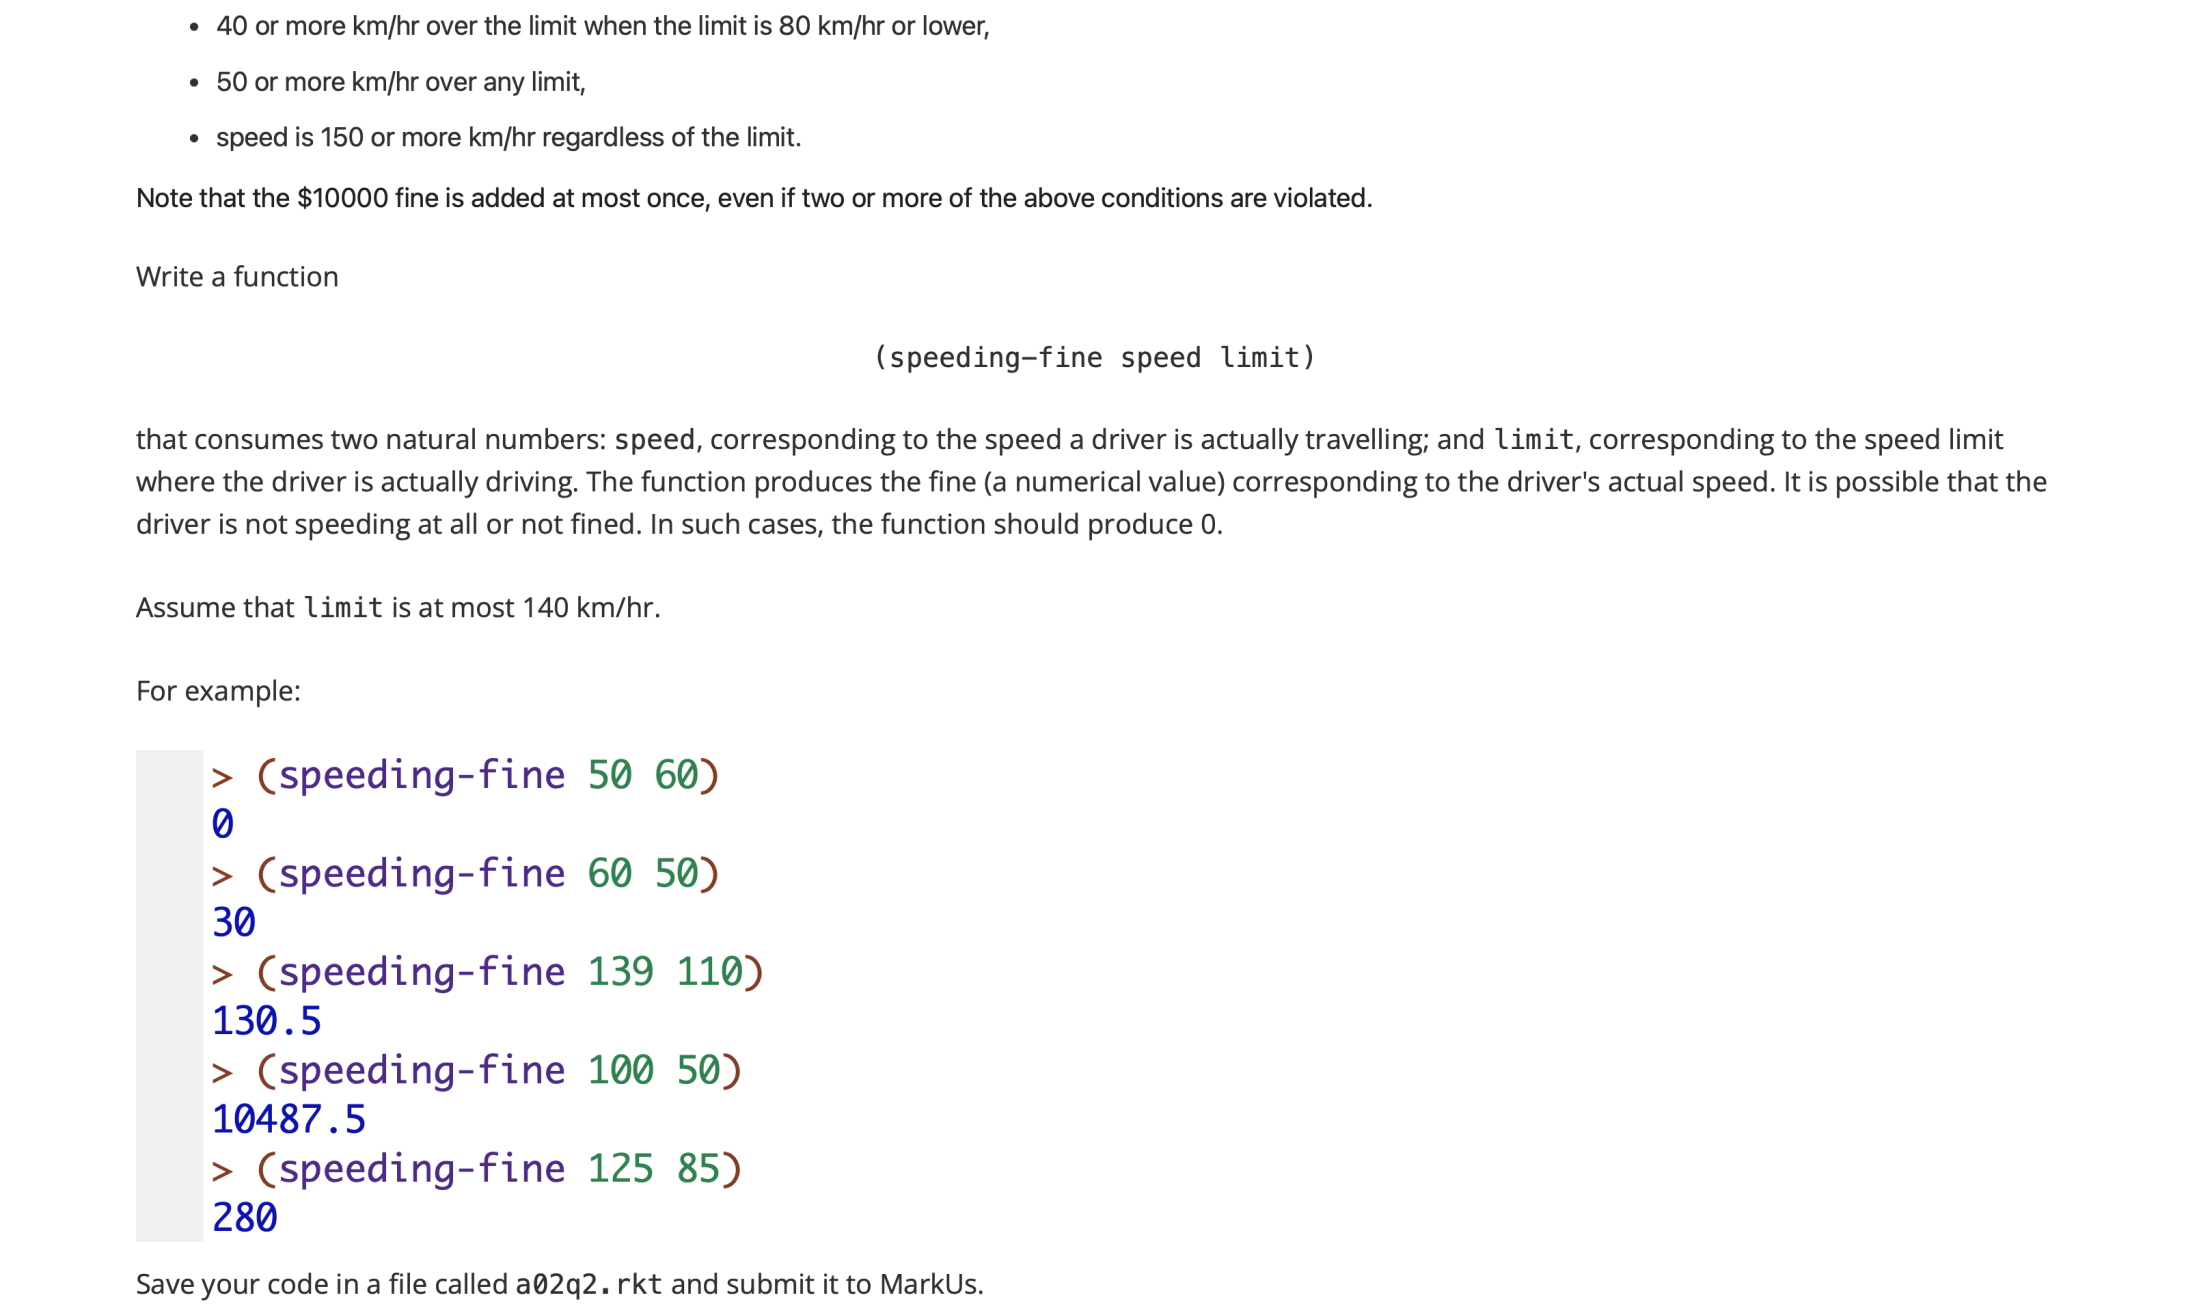 • 40 or more km/hr over the limit when the limit is 80 km/hr or lower,
• 50 or more km/hr over any limit,
• speed is 150 or more km/hr regardless of the limit.
Note that the $10000 fine is added at most once, even if two or more of the above conditions are violated.
Write a function
(speeding-fine speed limit)
that consumes two natural numbers: speed, corresponding to the speed a driver is actually travelling; and limit, corresponding to the speed limit
where the driver is actually driving. The function produces the fine (a numerical value) corresponding to the driver's actual speed. It is possible that the
driver is not speeding at all or not fined. In such cases, the function should produce 0.
Assume that limit is at most 140 km/hr.
For example:
> (speeding-fine 50 60)
0
> (speeding-fine 60 50)
30
> (speeding-fine 139 110)
130.5
> (speeding-fine 100 50)
10487.5
> (speeding-fine 125 85)
280
Save your code in a file called a02q2.rkt and submit it to MarkUs.